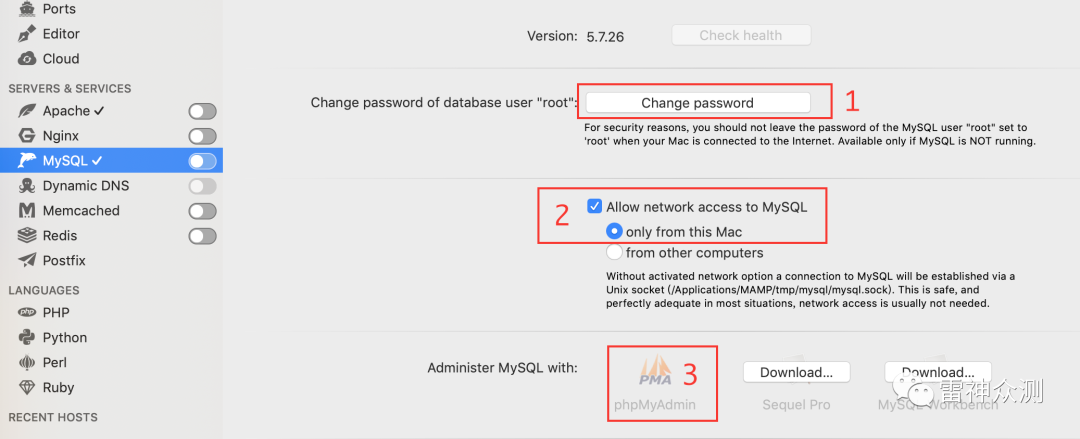 Ports
Editor
Cloud
SERVERS & SERVICES
Apache ✓
Nginx
MySQL ✓
Dynamic DNS
Memcached
Redis
Postfix
LANGUAGES
php PHP
Python
Perl
Ruby
RECENT HOSTS
Version: 5.7.26 Check health
Change password of database user "root": Change password 1
For security reasons, you should not leave the password of the MySQL user "root" set to
'root' when your Mac is connected to the Internet. Available only if MySQL is NOT running.
2 Allow network access to MySQL
only from this Mac
from other computers
Without activated network option a connection to MySQL will be established via a
Unix socket (/Applications/MAMP/tmp/mysql/mysql.sock). This is safe, and
perfectly adequate in most situations, network access is usually not needed.
Administer MySQL with: PMA 3 Download... Download...
phpMyAdmin Sequel Pro MySQL Workbench
雷神众测